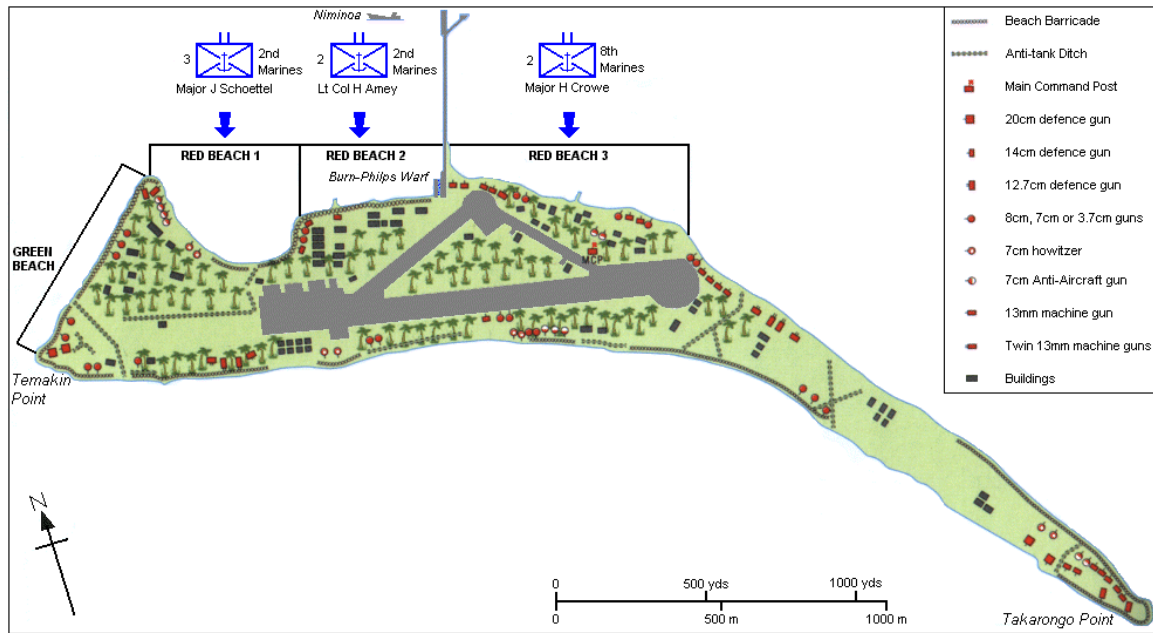 Niminoa
3
2nd
Marines
Major J Schoettel
2
2nd
Marines
Lt Col H Amey
2
8th
Marines
Major H Crowe
RED BEACH 1
RED BEACH 2
RED BEACH 3
Burn-Philps Warf
GREEN
BEACH
MCP
Temakin
Point
N
0
500 yds
1000 yds
0
500 m
1000 m
Takarongo Point
Beach Barricade
Anti-tank Ditch
Main Command Post
20cm defence gun
14cm defence gun
12.7cm defence gun
8cm, 7cm or 3.7cm guns
7cm howitzer
7cm Anti-Aircraft gun
13mm machine gun
Twin 13mm machine guns
Buildings